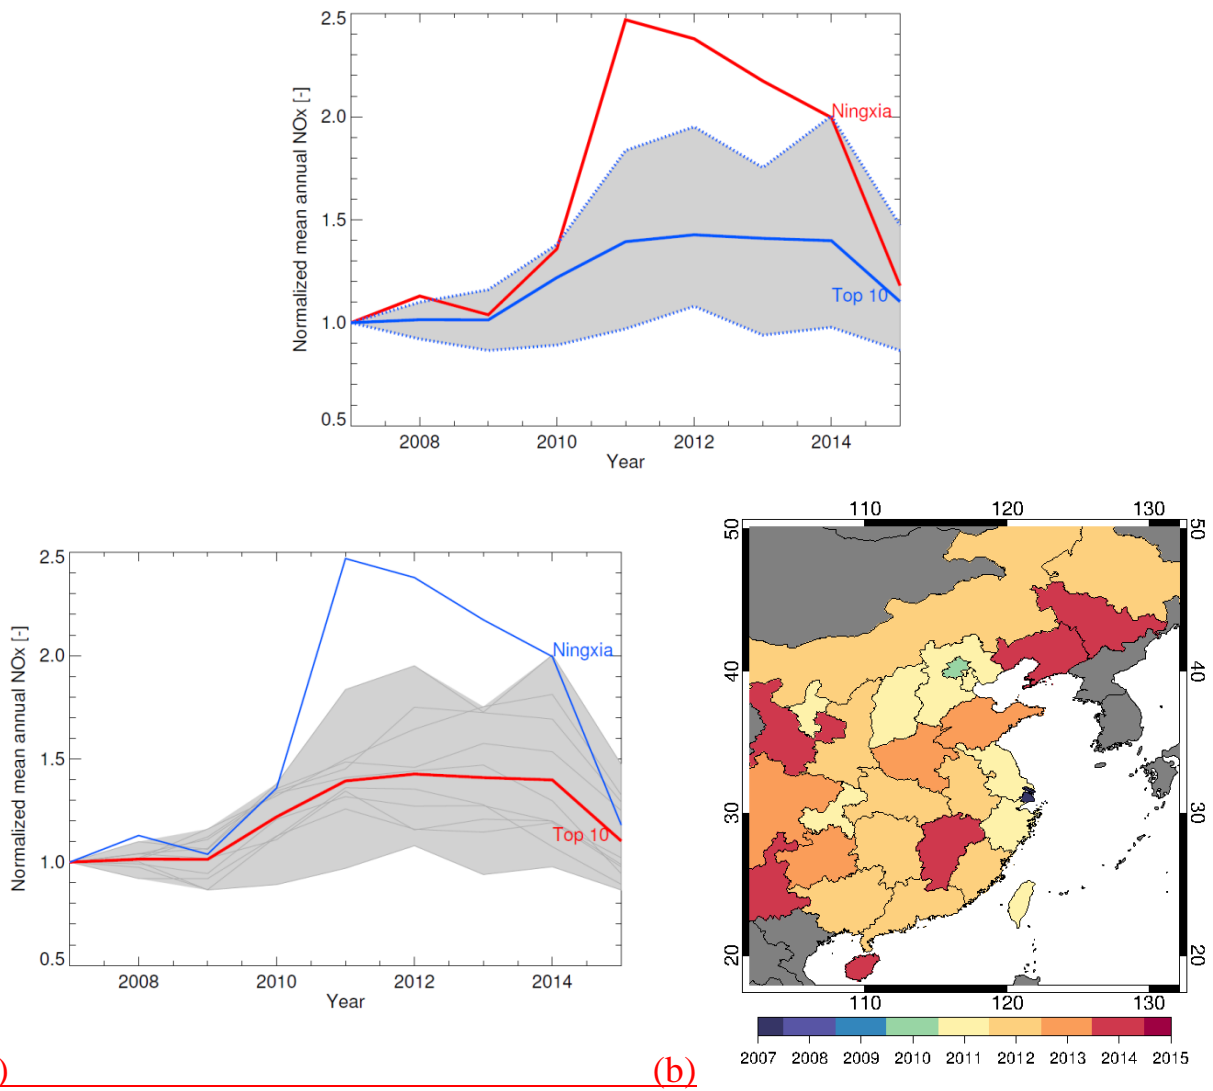 2.5
2.0
1.5
1.0
0.5
Normalized mean annual NOx [-]
Ningxia
Top 10
2008 2010 2012 2014
Year
2.5
2.0
1.5
1.0
0.5
Normalized mean annual NOx [-]
Ningxia
Top 10
2008 2010 2012 2014
Year
110 120 130
50 50
40 40
30 30
20 20
110 120 130
2007 2008 2009 2010 2011 2012 2013 2014 2015
) (b)